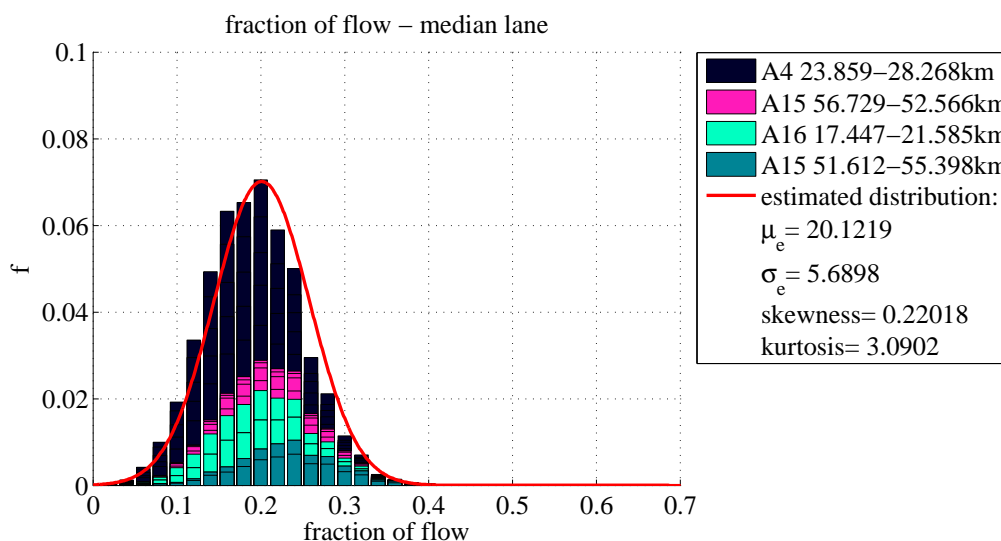 fraction of flow − median lane
0.1
0.08
0.06
0.04
0.02
0
f
0 0.1 0.2 0.3 0.4 0.5 0.6 0.7
fraction of flow
A4 23.859−28.268km
A15 56.729−52.566km
A16 17.447−21.585km
A15 51.612−55.398km
estimated distribution:
μe= 20.1219
σe= 5.6898
skewness= 0.22018
kurtosis= 3.0902